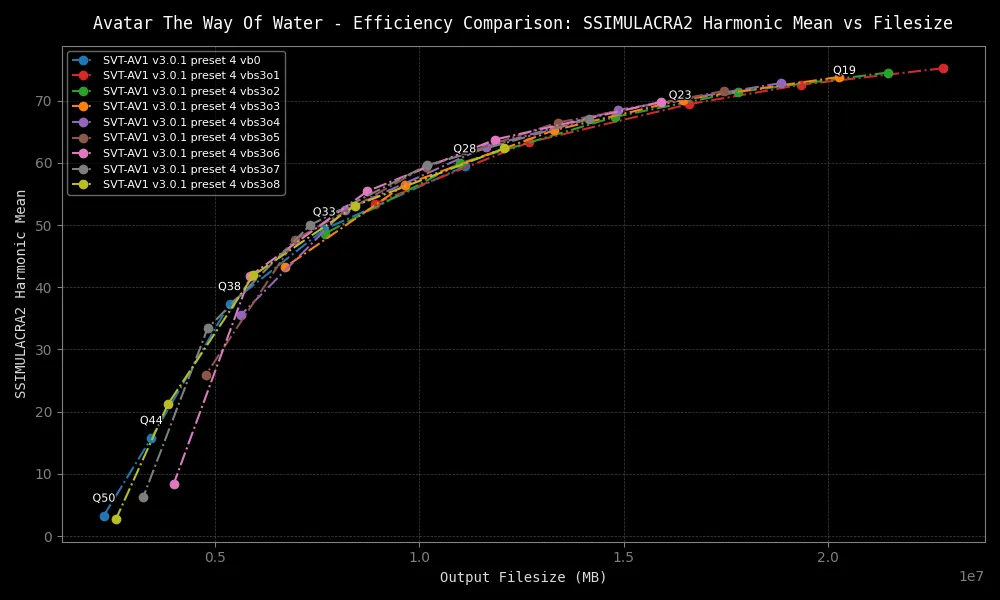 Avatar The Way Of Water - Efficiency Comparison: SSIMULACRA2 Harmonic Mean vs Filesize
SVT-AV1 v3.0.1 preset 4 vb0
SVT-AV1 v3.0.1 preset 4 vbs3o1
SVT-AV1 v3.0.1 preset 4 vbs3o2
SVT-AV1 v3.0.1 preset 4 vbs3o3
SVT-AV1 v3.0.1 preset 4 vbs3o4
SVT-AV1 v3.0.1 preset 4 vbs3o5
SVT-AV1 v3.0.1 preset 4 vbs3o6
SVT-AV1 v3.0.1 preset 4 vbs3o7
SVT-AV1 v3.0.1 preset 4 vbs3o8
Q19
Q23
Q28
Q33
Q38
Q44
Q50
70
60
50
40
30
20
10
0
SSIMULACRA2 Harmonic Mean
0.5
1.0
1.5
2.0
1e7
Output Filesize (MB)